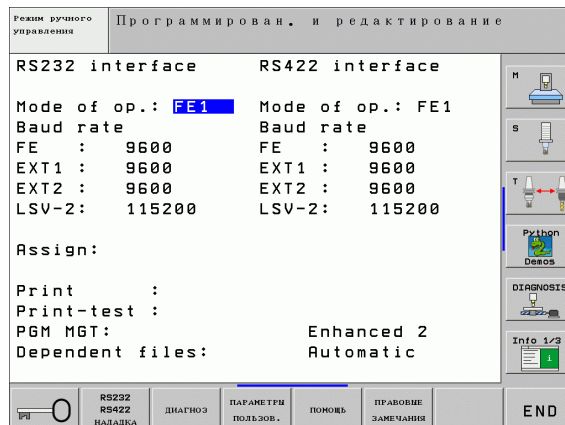 Режим ручного
управления
Программирован. и редактирование
RS232 interface RS422 interface
Mode of op.: FE1 Mode of op.: FE1
Baud rate Baud rate
FE : 9600 FE : 9600
EXT1 : 9600 EXT1 : 9600
EXT2 : 9600 EXT2 : 9600
LSV-2: 115200 LSV-2: 115200
Assign:
Print :
Print-test :
PGM MGT: Enhanced 2
Dependent files: Automatic
M
S
T
Python
Demos
DIAGNOSIS
Info 1/3
i
RS232
RS422
НАЛАДКА
ДИАГНОЗ
ПАРАМЕТРЫ
ПОЛЬЗОВ.
ПОМОЩЬ
ПРАВОВЫЕ
ЗАМЕЧАНИЯ
END